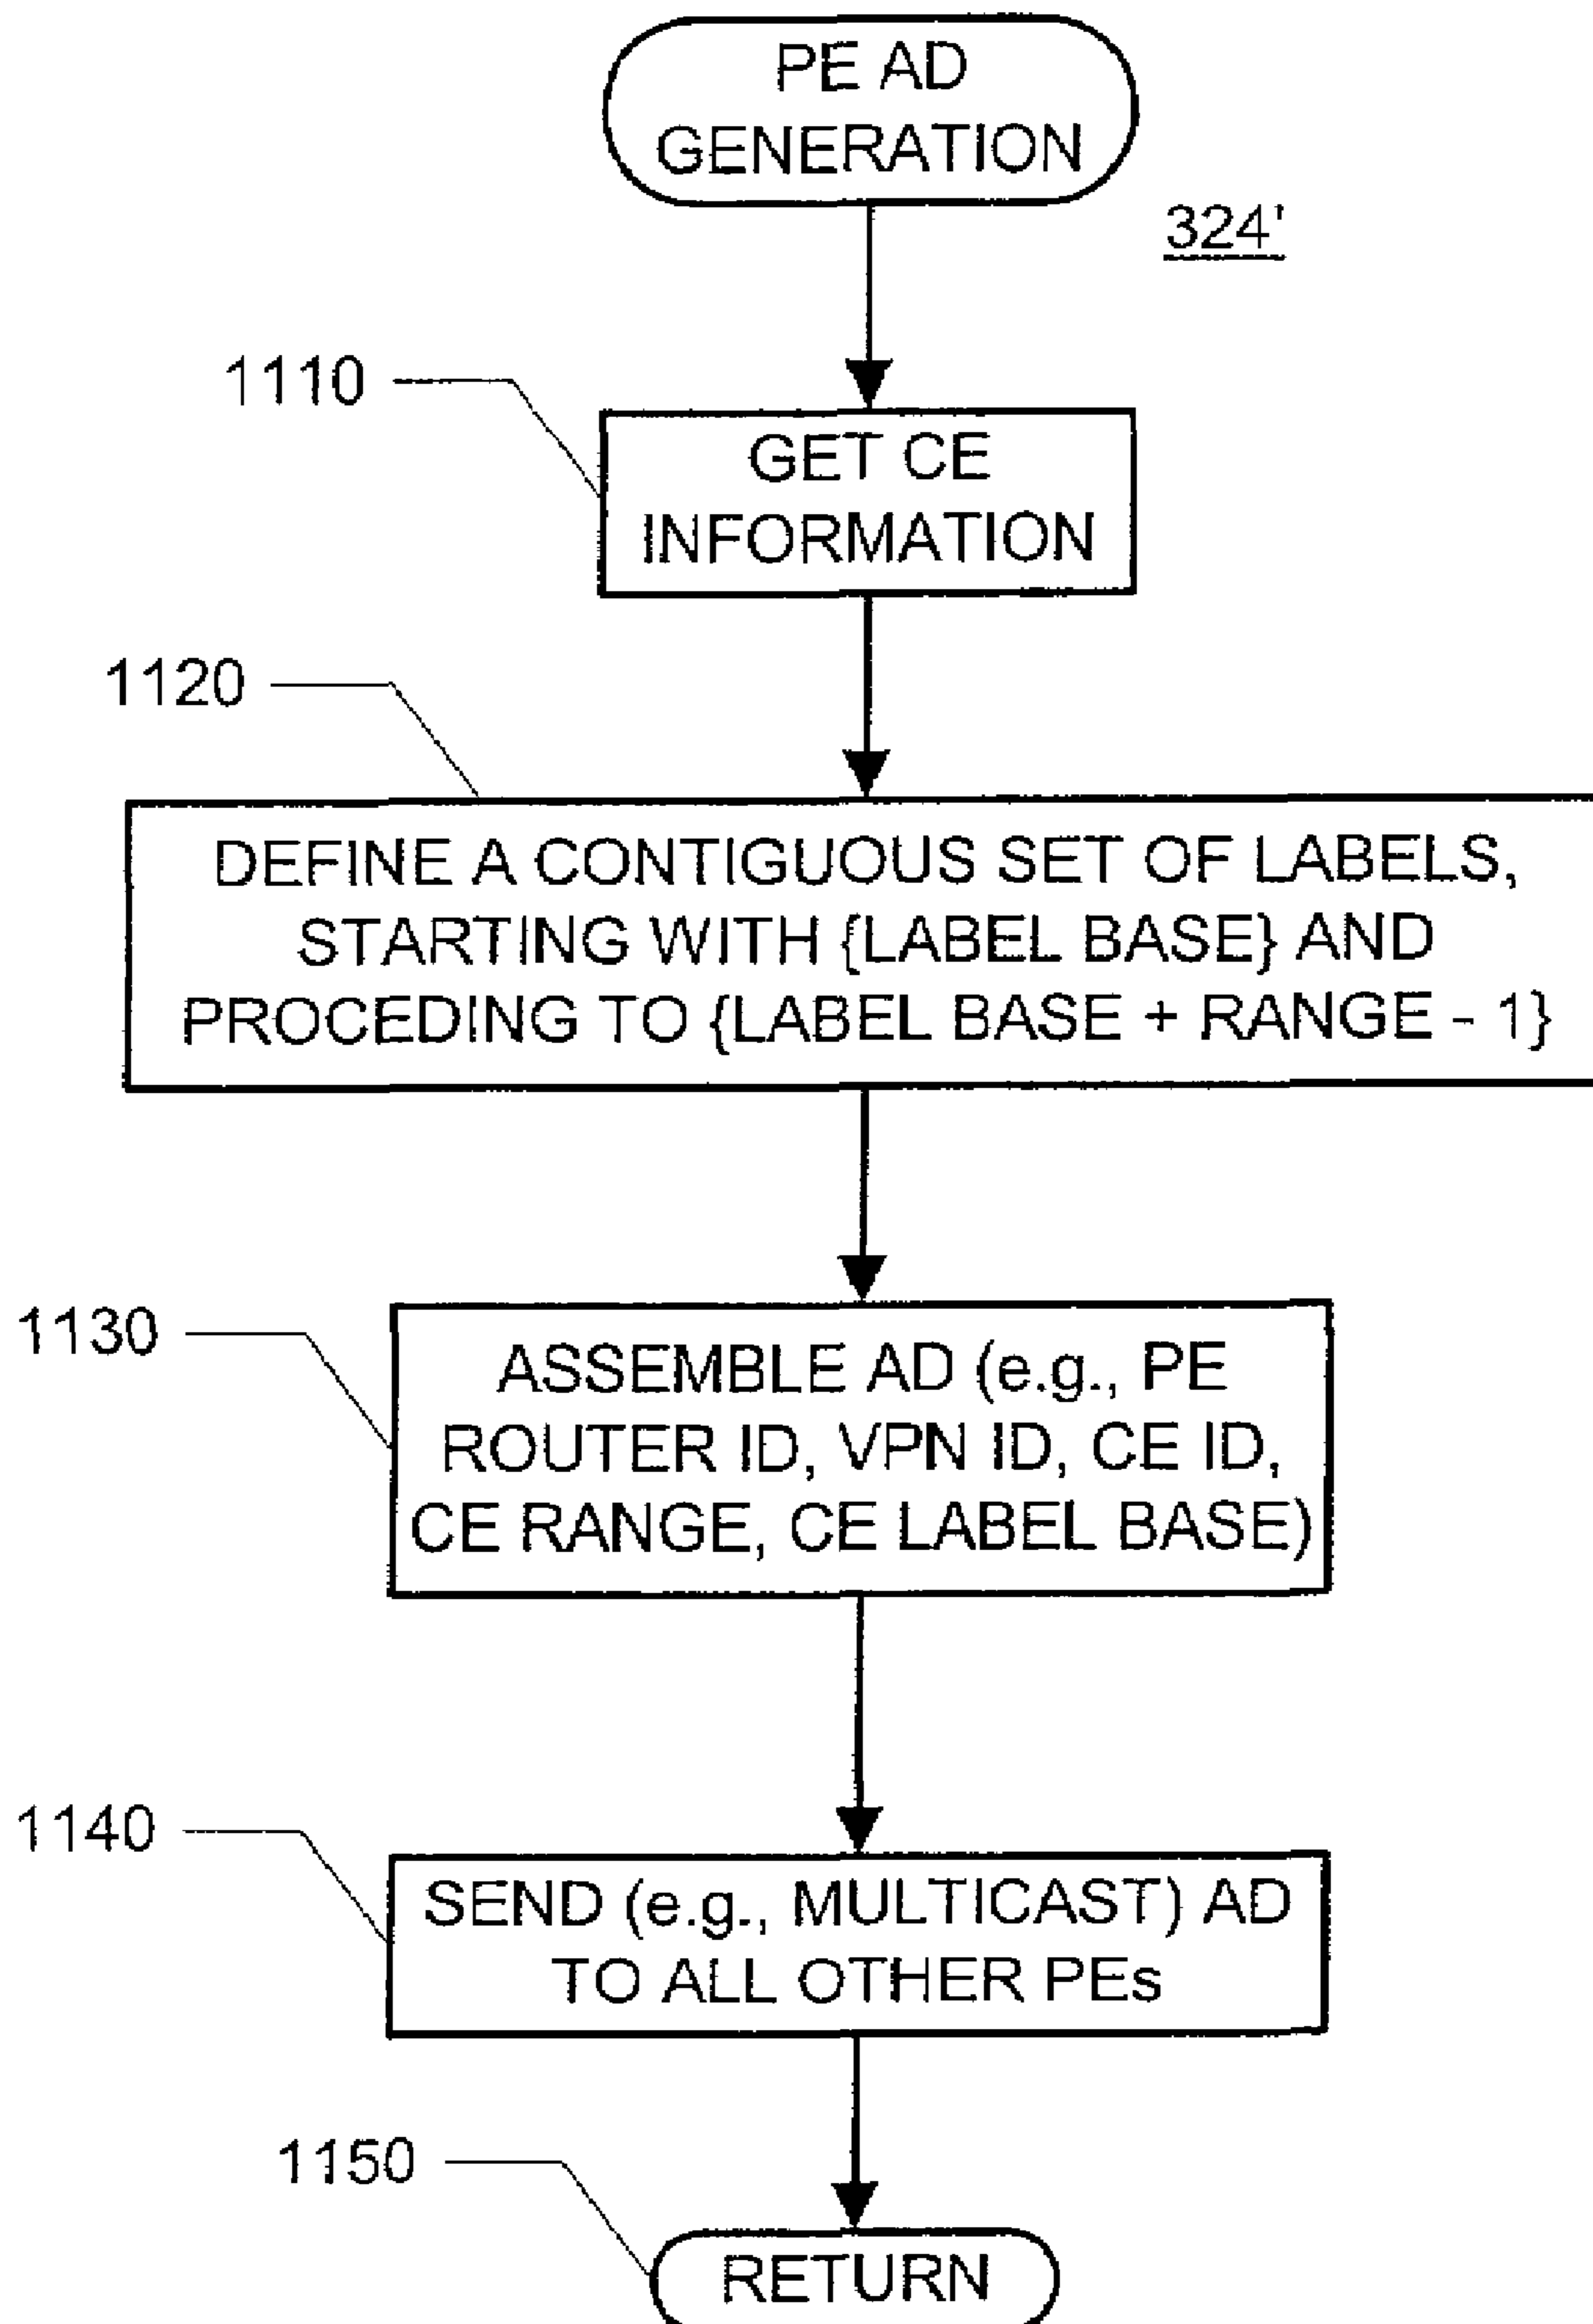 PE AD
GENERATION
324'
1110
GET CE
INFORMATION
1120
DEFINE A CONTIGUOUS SET OF LABELS,
STARTING WITH {LABEL BASE} AND
PROCEDING TO {LABEL BASE + RANGE - 1}
1130
ASSEMBLE AD (e.g., PE
ROUTER ID, VPN ID, CE ID,
CE RANGE, CE LABEL BASE)
1140
SEND (e.g., MULTICAST) AD
TO ALL OTHER PEs
1150
RETURN